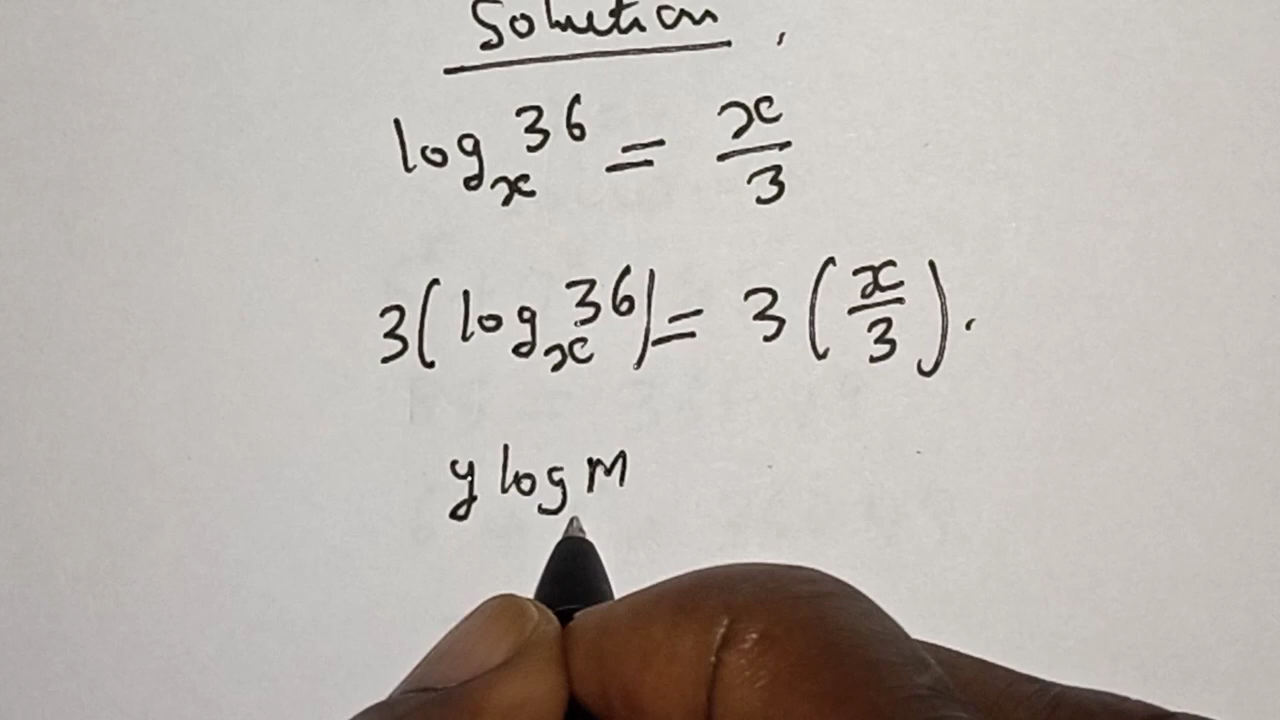 Solution,
log_x 36 = x/3
3(log_x 36) = 3(x/3).
y log M